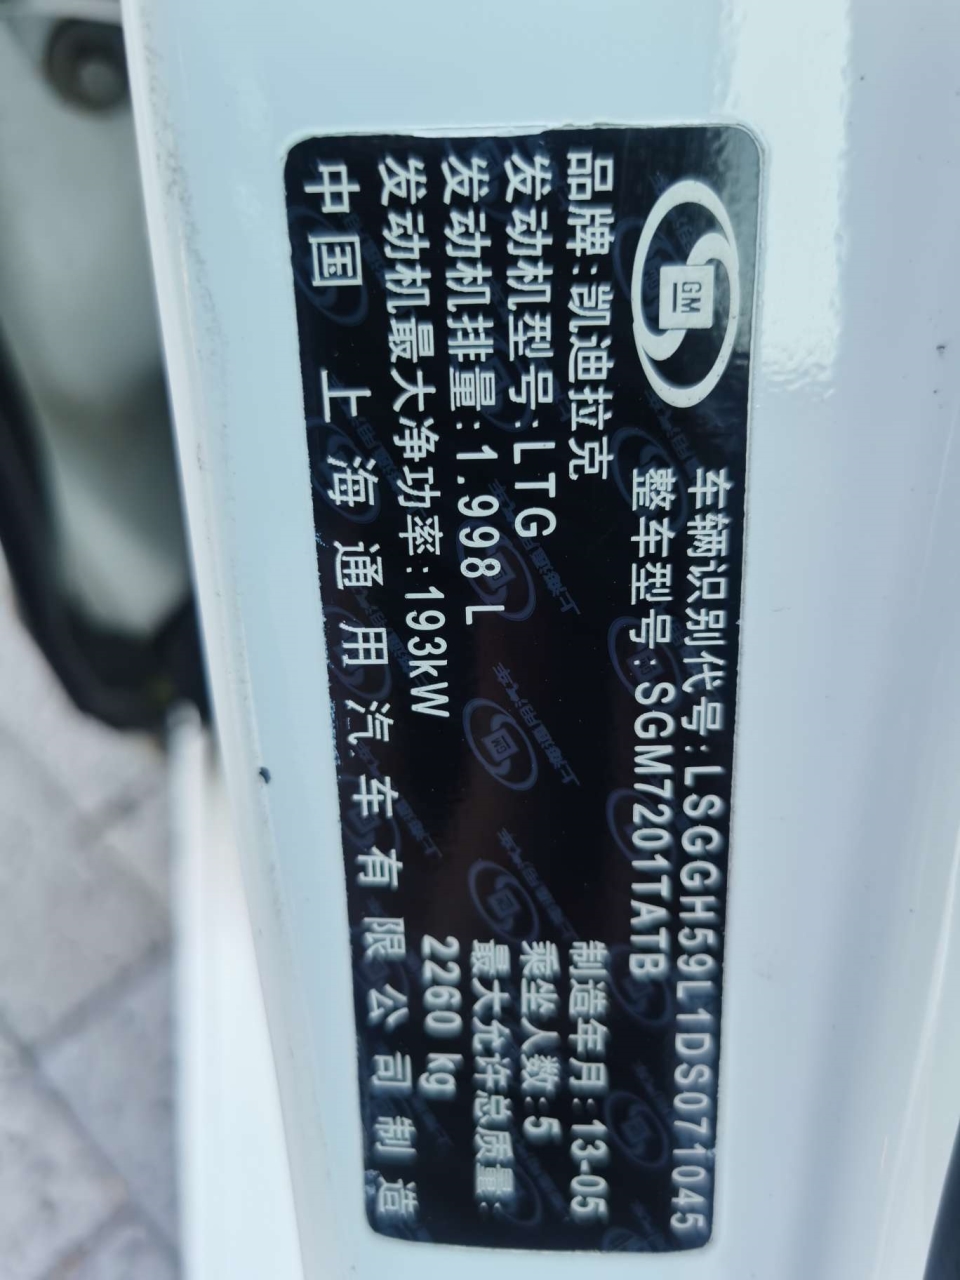 GM
车辆识别代号:LSGGH59L1DS071045
整车型号:SGM7201TATB
品牌:凯迪拉克
发动机型号:LTG
发动机排量:1.998 L
发动机最大净功率:193kW
制造年月:13-05
乘坐人数:5
最大允许总质量:
2260 kg
中国 上海通用汽车有限公司制造